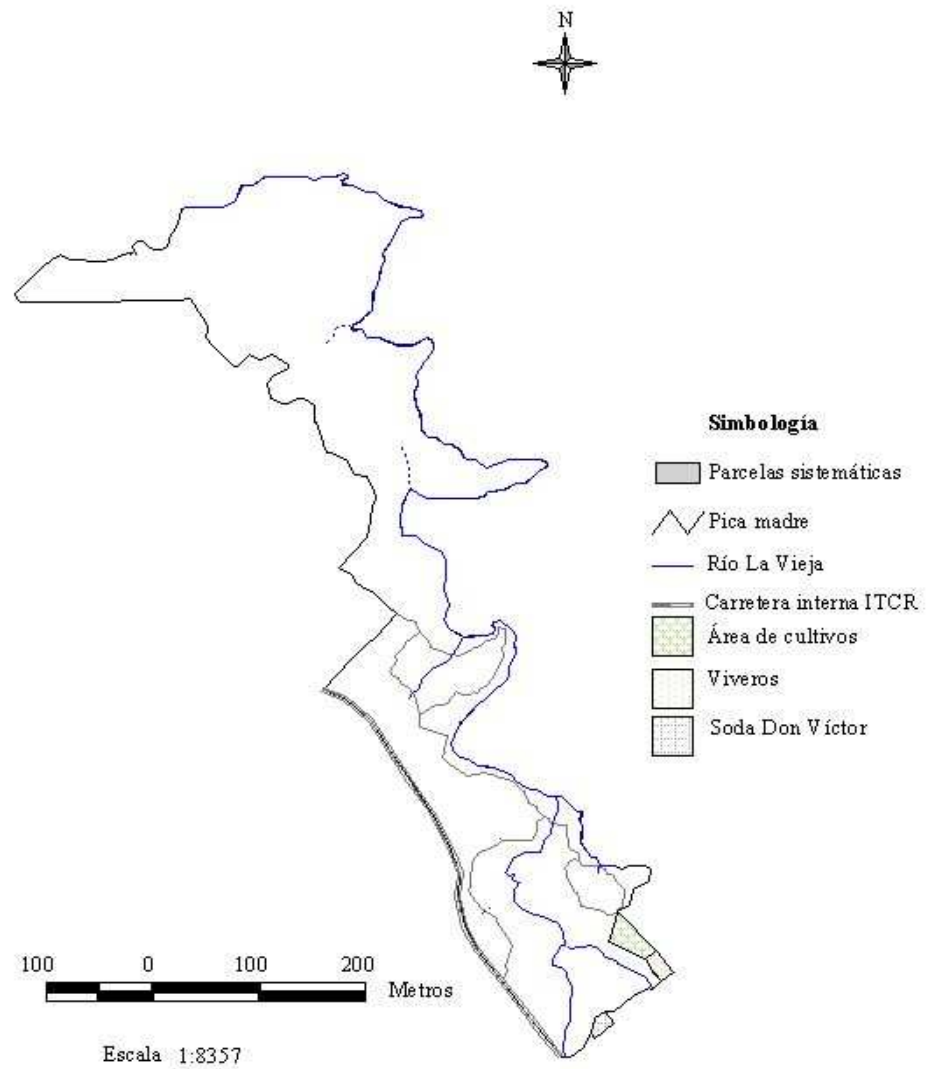 N
Simbología
Parcelas sistemáticas
Pica madre
Río La Vieja
Carretera interna ITCR
Área de cultivos
Viveros
Soda Don Víctor
100 0 100 200
Metros
Escala 1:8357